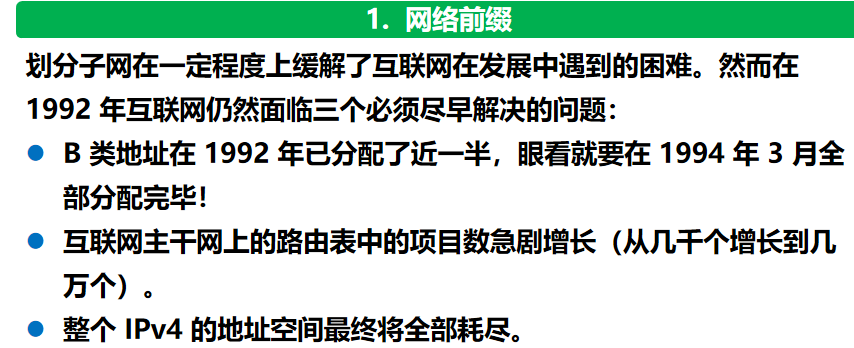 1. 网络前缀
划分子网在一定程度上缓解了互联网在发展中遇到的困难。然而在
1992 年互联网仍然面临三个必须尽早解决的问题：
● B 类地址在 1992 年已分配了近一半，眼看就要在 1994 年 3 月全
部分配完毕！
● 互联网主干网上的路由表中的项目数急剧增长（从几千个增长到几
万个）。
● 整个 IPv4 的地址空间最终将全部耗尽。